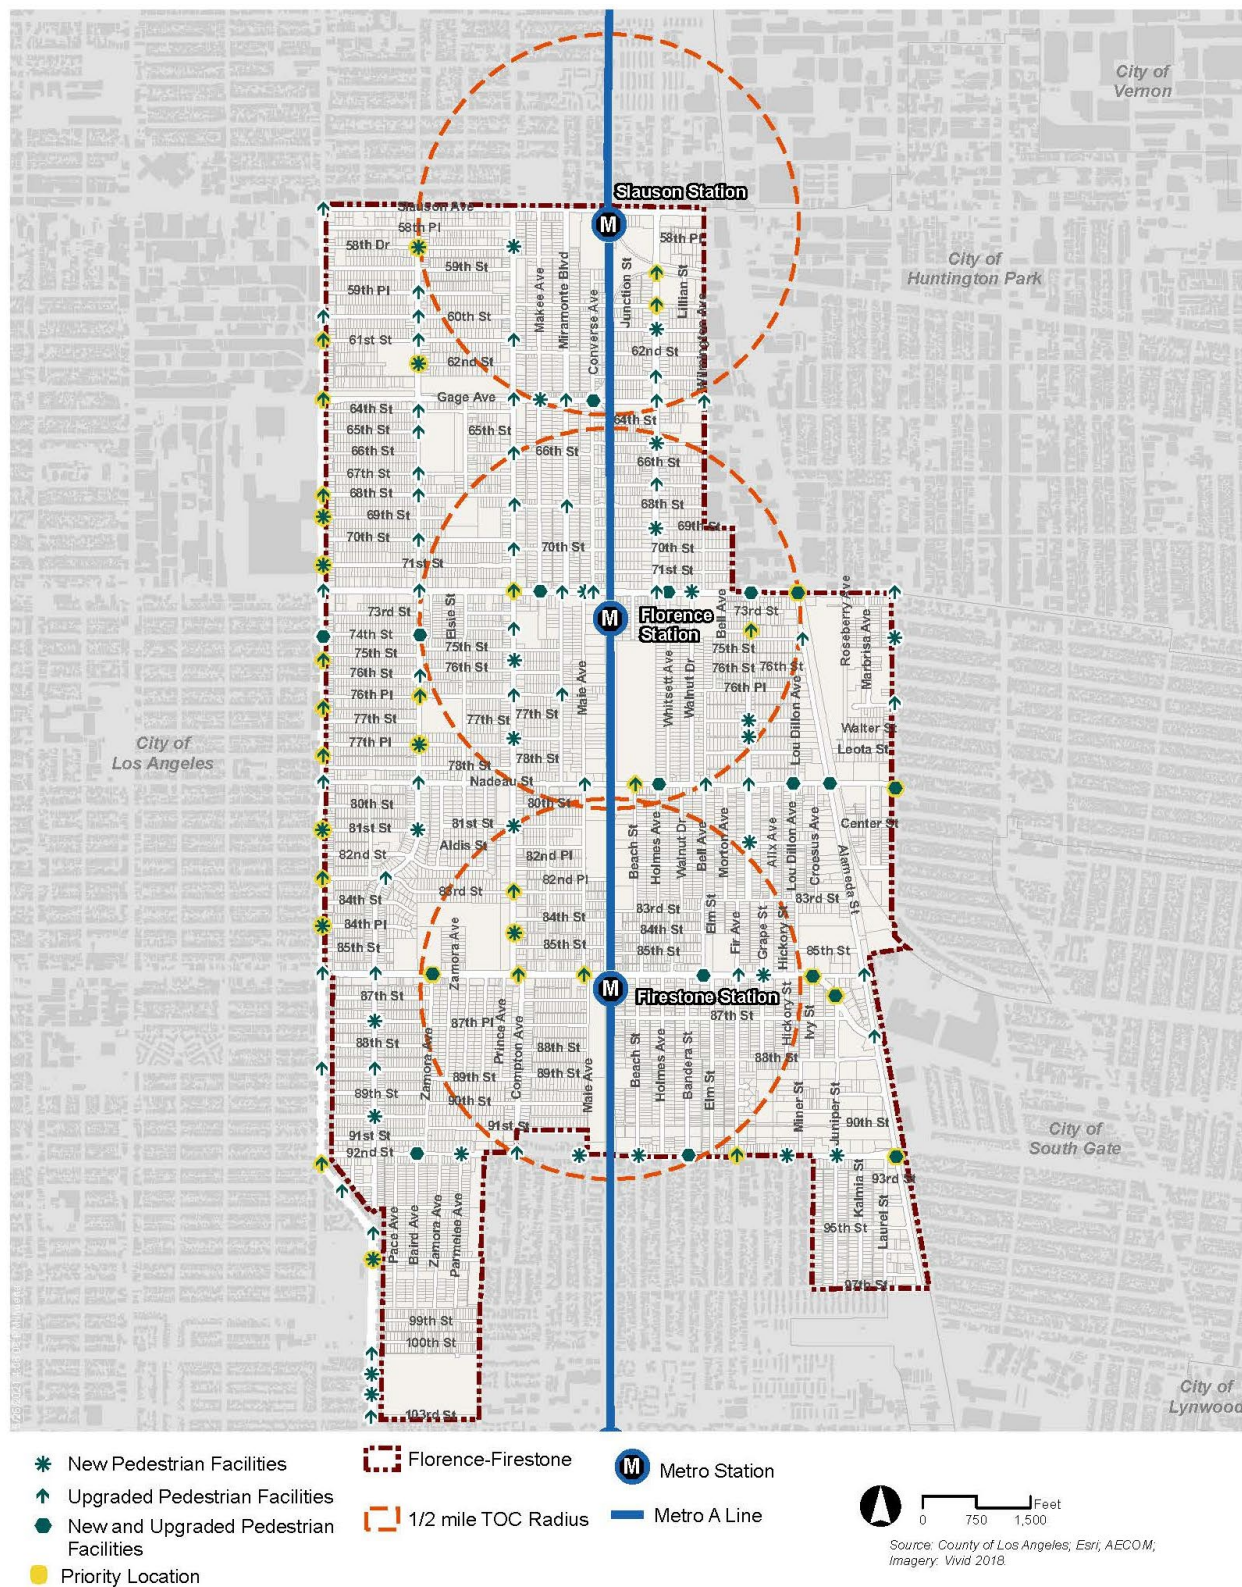 City of
Vernon
Slauson Station
Slauson Ave
58th Pl
58th Dr
58th Pl
59th St
City of
Huntington Park
Makee Ave
Miramonte Blvd
Converse Ave
Junction St
Lillian St
Wilmington Ave
59th Pl
60th St
61st St
62nd St
62nd St
Gage Ave
64th St
64th St
65th St
65th St
66th St
66th St
66th St
67th St
68th St
68th St
69th St
69th St
70th St
70th St
70th St
71st St
71st St
Florence
Station
73rd St
73rd St
Elsie St
Bell Ave
Roseberry Ave
Marbrisa Ave
74th St
75th St
75th St
75th St
76th St
76th St
76th St
76th St
76th Pl
76th Pl
Maie Ave
Whitsett Ave
Walnut Dr
Lou Dillon Ave
77th St
77th St
77th St
Walter St
Leota St
77th Pl
78th St
78th St
City of
Los Angeles
Nadeau St
80th St
80th St
81st St
81st St
Center St
Aldis St
82nd St
82nd Pl
82nd Pl
Beach St
Holmes Ave
Walnut Dr
Bell Ave
Morton Ave
Alix Ave
Lou Dillon Ave
Croesus Ave
Alameda St
83rd St
83rd St
83rd St
84th St
84th St
84th St
84th Pl
85th St
85th St
85th St
85th St
Zamora Ave
Elm St
Fir Ave
Grape St
Hickory St
Firestone Station
87th St
87th St
87th Pl
Hickory St
Ivy St
88th St
88th St
88th St
Zamora Ave
Prince Ave
Compton Ave
Maie Ave
Beach St
Holmes Ave
Bandera St
Elm St
Miner St
Juniper St
89th St
89th St
89th St
90th St
90th St
91st St
91st St
92nd St
City of
South Gate
93rd St
Pace Ave
Baird Ave
Zamora Ave
Parmelee Ave
Kalmia St
Laurel St
95th St
97th St
99th St
100th St
103rd St
City of
Lynwood
New Pedestrian Facilities
Upgraded Pedestrian Facilities
New and Upgraded Pedestrian
Facilities
Priority Location
Florence-Firestone
1/2 mile TOC Radius
Metro Station
Metro A Line
Feet
0 750 1,500
Source: County of Los Angeles; Esri; AECOM;
Imagery: Vivid 2018.